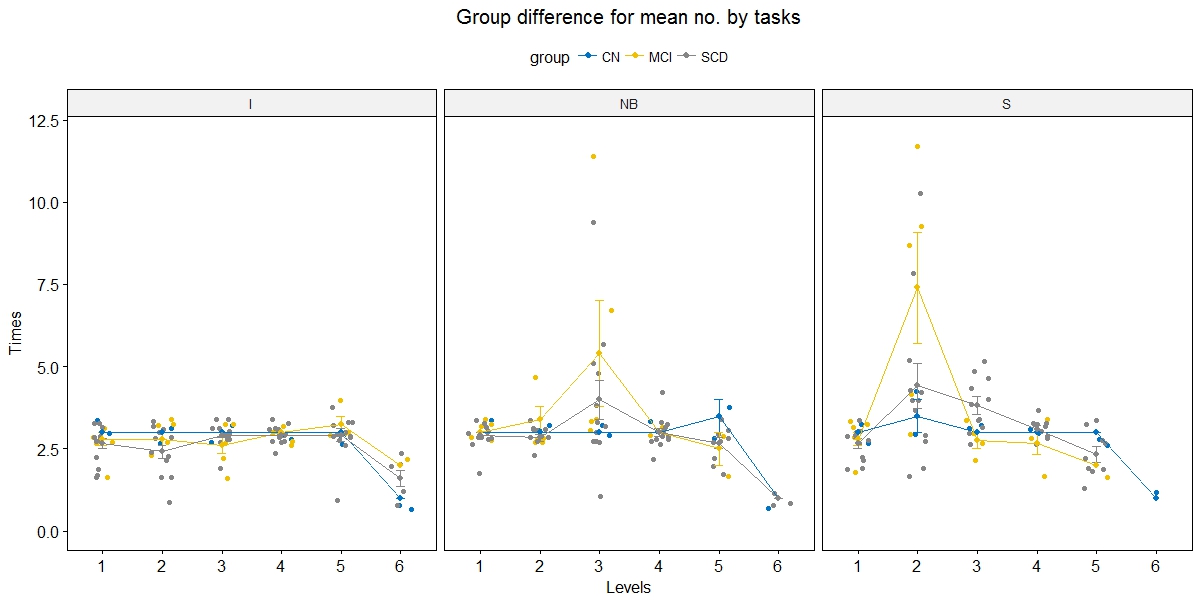 Group difference for mean no. by tasks
group CN MCI SCD
I NB S
12.5
10.0
7.5
5.0
2.5
0.0
Times
1 2 3 4 5 6 1 2 3 4 5 6 1 2 3 4 5 6
Levels